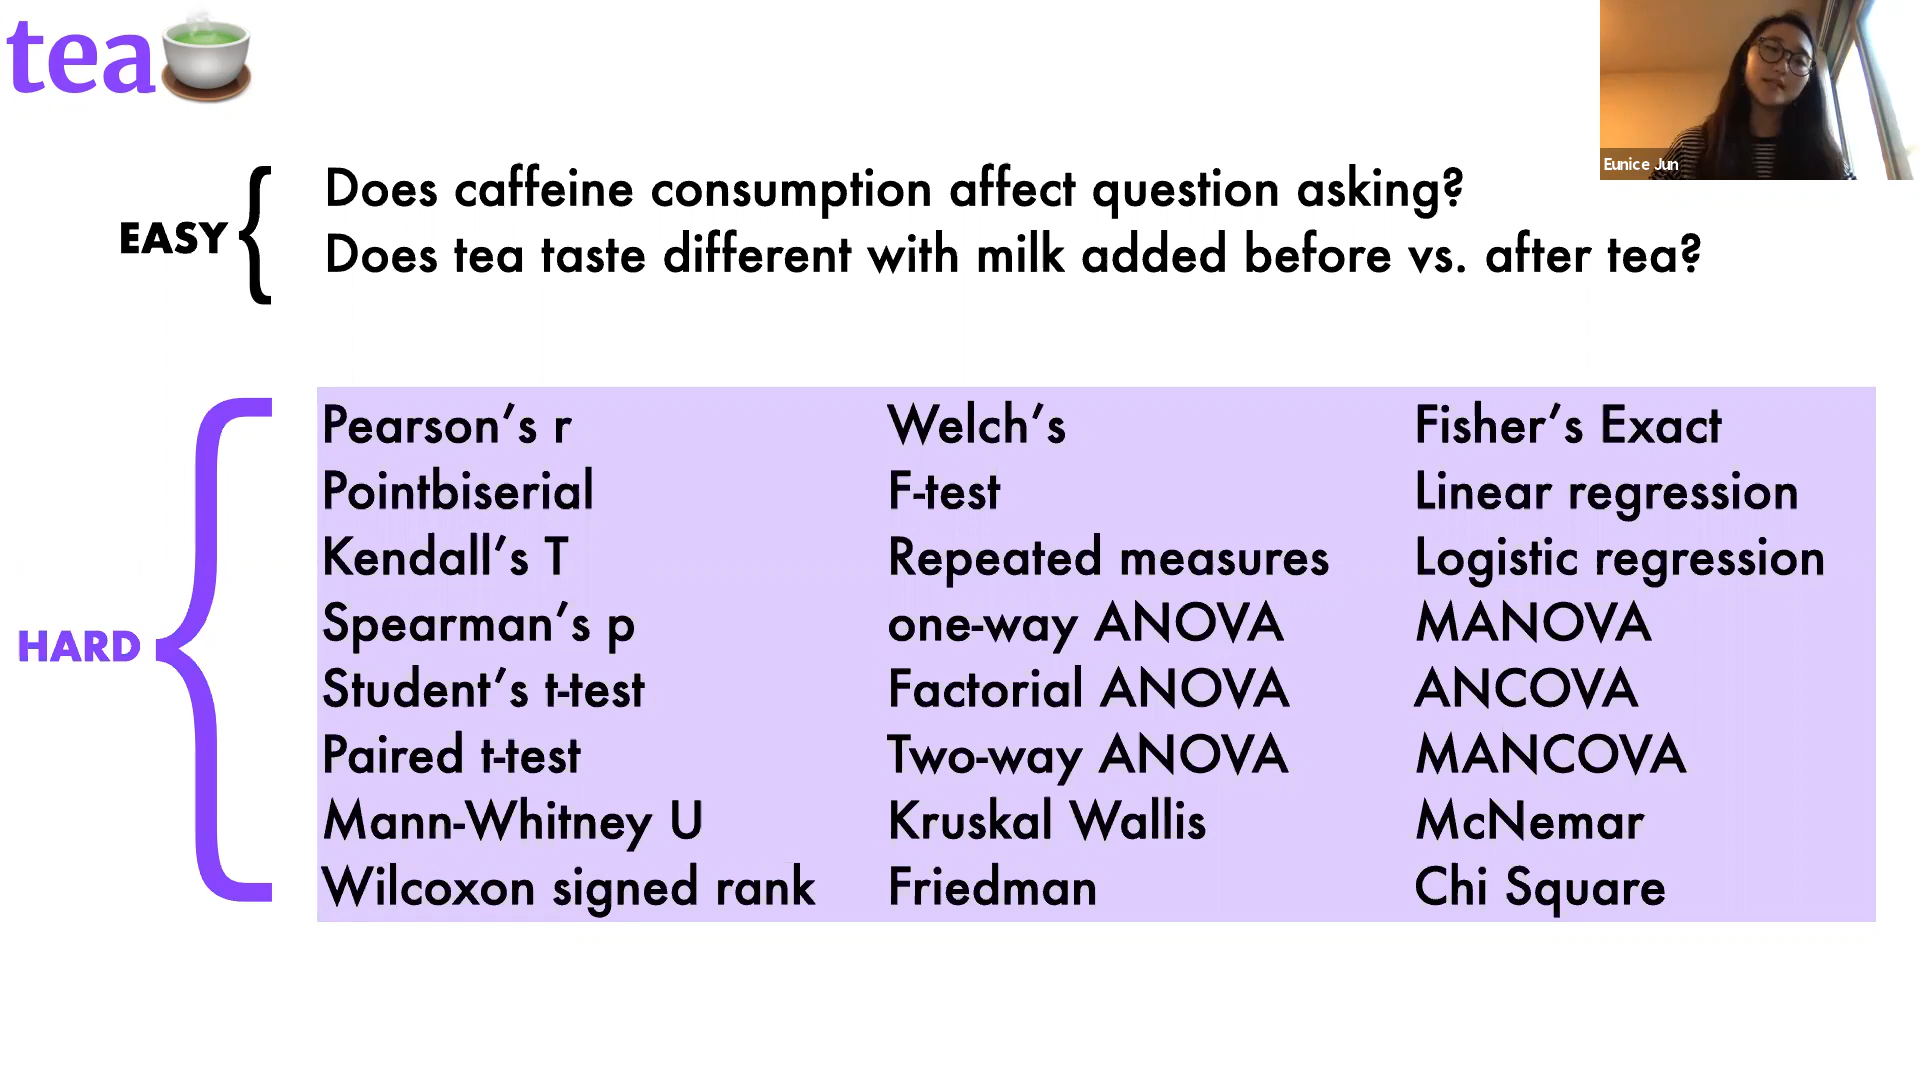 tea
Eunice Jun
EASY
Does caffeine consumption affect question asking?
Does tea taste different with milk added before vs. after tea?
HARD
Pearson’s r
Pointbiserial
Kendall’s T
Spearman’s p
Student’s t-test
Paired t-test
Mann-Whitney U
Wilcoxon signed rank
Welch’s
F-test
Repeated measures
one-way ANOVA
Factorial ANOVA
Two-way ANOVA
Kruskal Wallis
Friedman
Fisher’s Exact
Linear regression
Logistic regression
MANOVA
ANCOVA
MANCOVA
McNemar
Chi Square